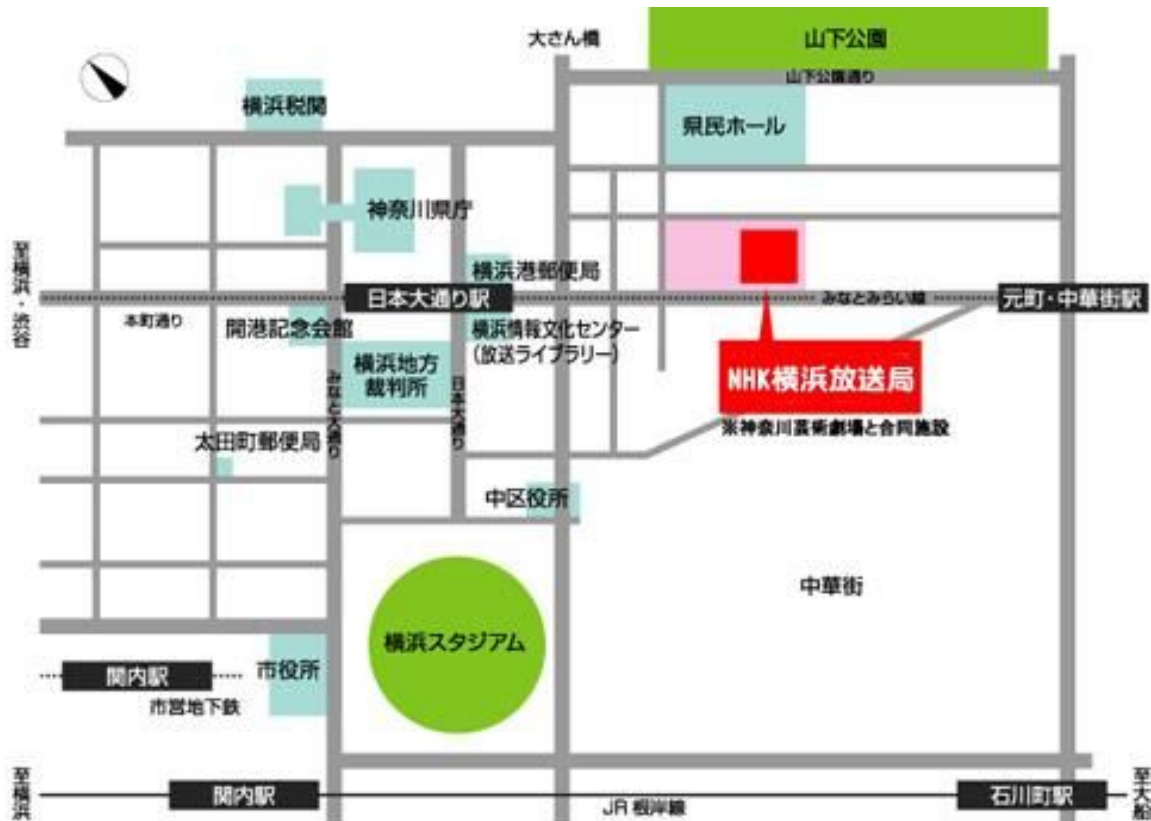 大さん橋
山下公園
山下公園通り
横浜税関
県民ホール
神奈川県庁
至横浜・渋谷
横浜港郵便局
日本大通り駅
みなとみらい線
元町・中華街駅
本町通り
開港記念会館
横浜情報文化センター
(放送ライブラリー)
横浜地方
裁判所
みなと大通り
日本大通り
NHK横浜放送局
※神奈川芸術劇場と合同施設
太田町郵便局
中区役所
中華街
横浜スタジアム
関内駅
市役所
市営地下鉄
至横浜
関内駅
JR根岸線
石川町駅
至大船